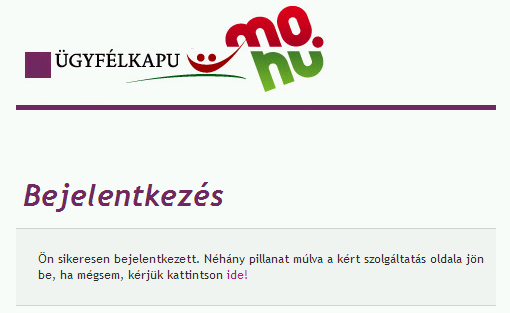 ÜGYFÉLKAPU
mo.
hu
Bejelentkezés
Ön sikeresen bejelentkezett. Néhány pillanat múlva a kért szolgáltatás oldala jön
be, ha mégsem, kérjük kattintson ide!